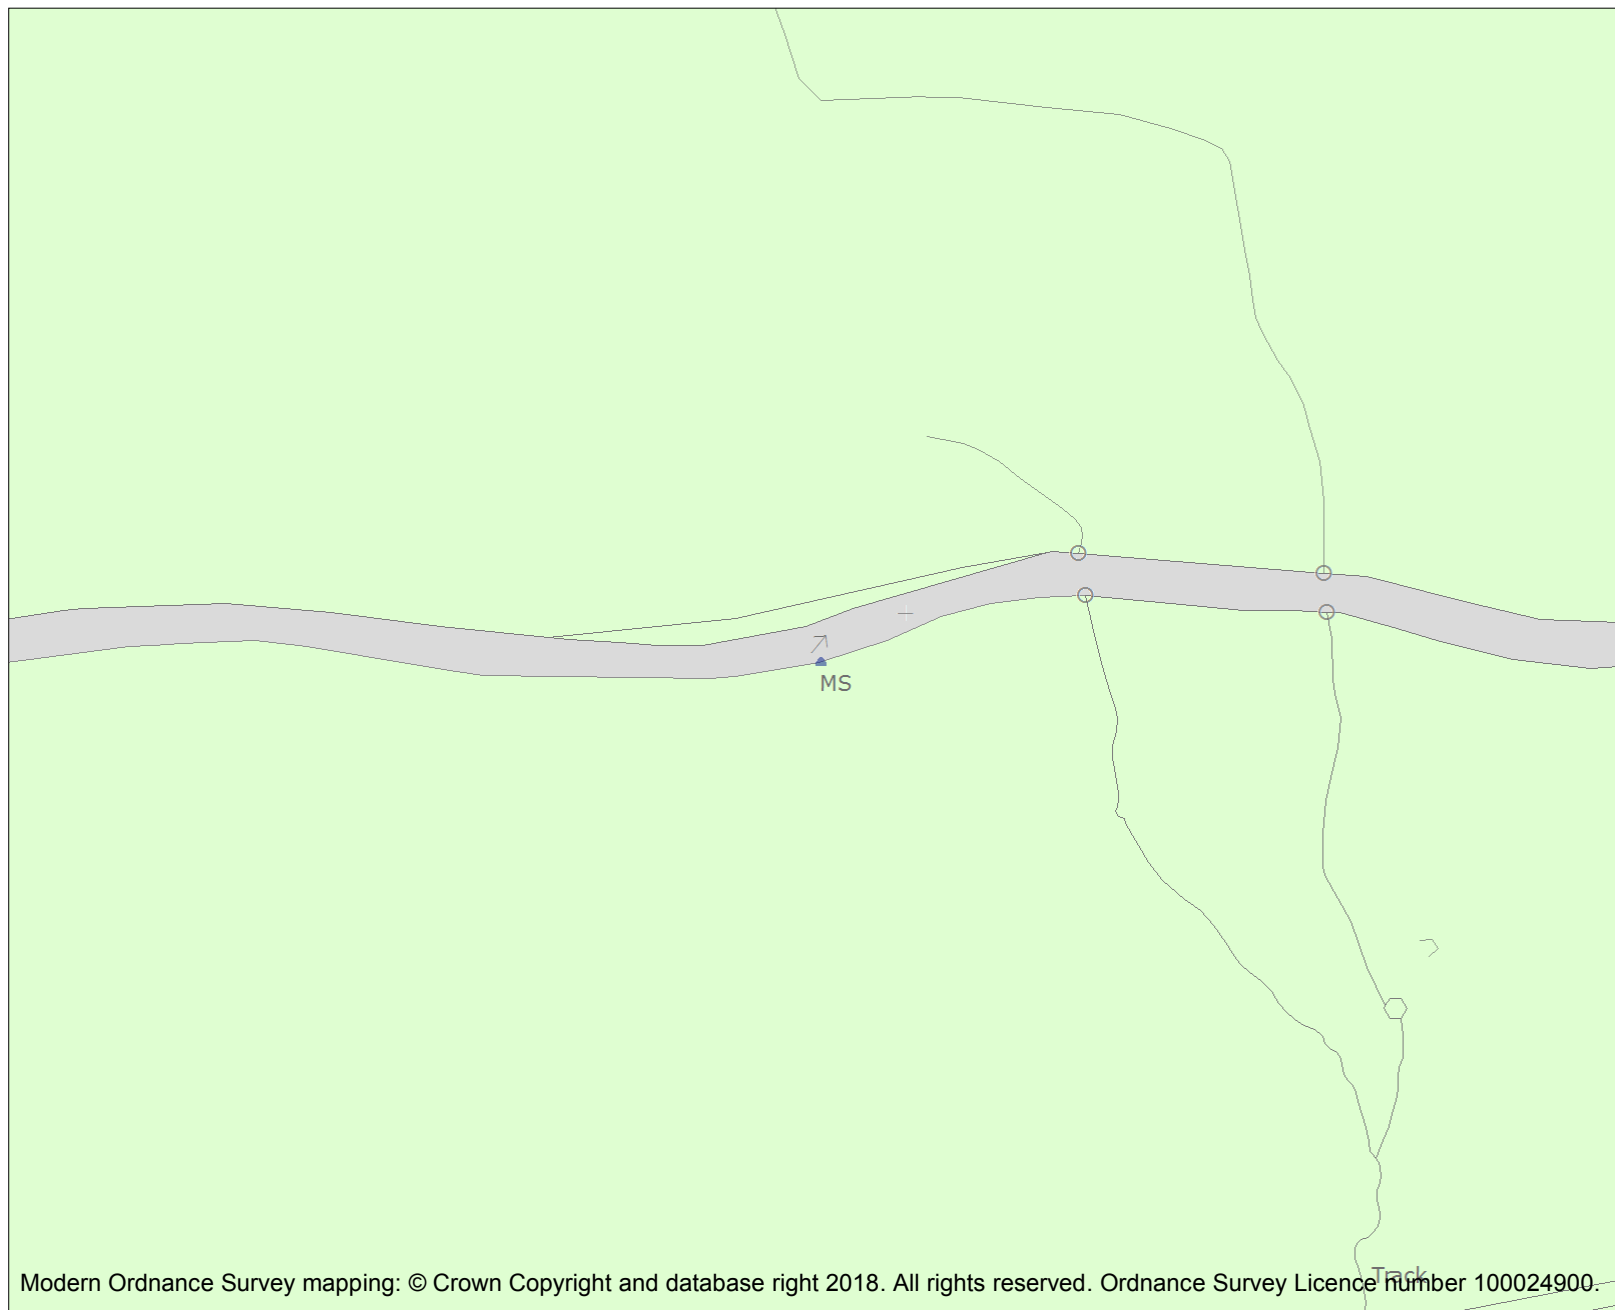 MS
Track
Modern Ordnance Survey mapping: © Crown Copyright and database right 2018. All rights reserved. Ordnance Survey Licence number 100024900.